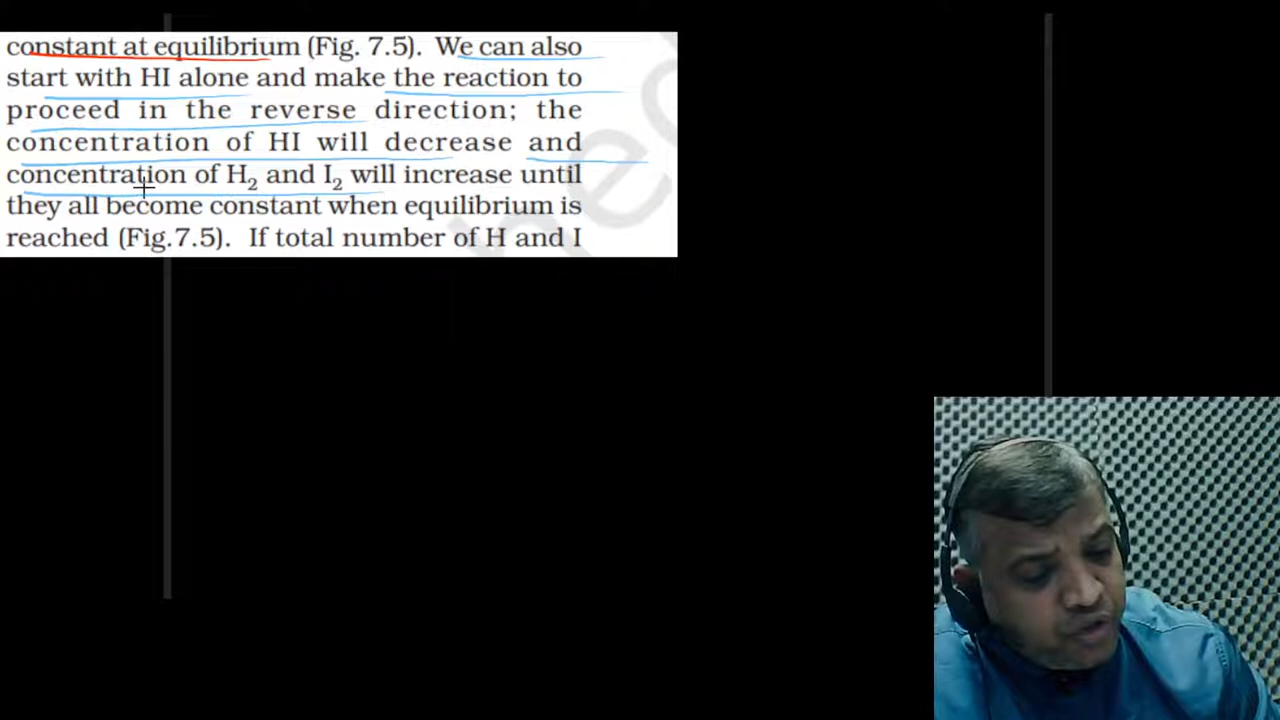 constant at equilibrium (Fig. 7.5). We can also
start with HI alone and make the reaction to
proceed in the reverse direction; the
concentration of HI will decrease and
concentration of H₂ and I₂ will increase until
they all become constant when equilibrium is
reached (Fig.7.5). If total number of H and I